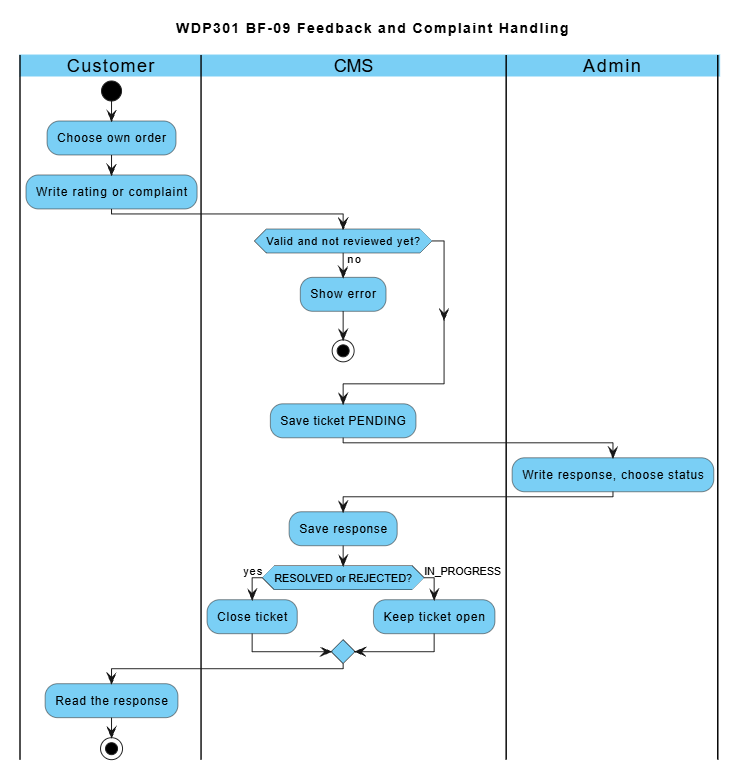 WDP301 BF-09 Feedback and Complaint Handling
Customer
CMS
Admin
Choose own order
Write rating or complaint
Valid and not reviewed yet?
no
Show error
Save ticket PENDING
Write response, choose status
Save response
yes
RESOLVED or REJECTED?
IN_PROGRESS
Close ticket
Keep ticket open
Read the response